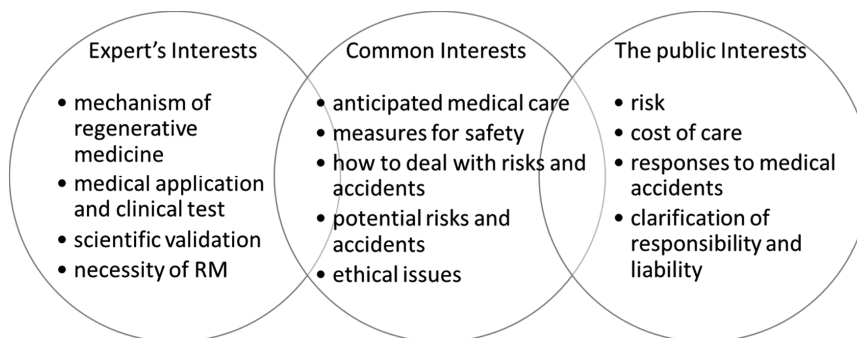 Expert's Interests
• mechanism of
regenerative
medicine
• medical application
and clinical test
• scientific validation
• necessity of RM
Common Interests
• anticipated medical care
• measures for safety
• how to deal with risks and
accidents
• potential risks and
accidents
• ethical issues
The public Interests
• risk
• cost of care
• responses to medical
accidents
• clarification of
responsibility and
liability